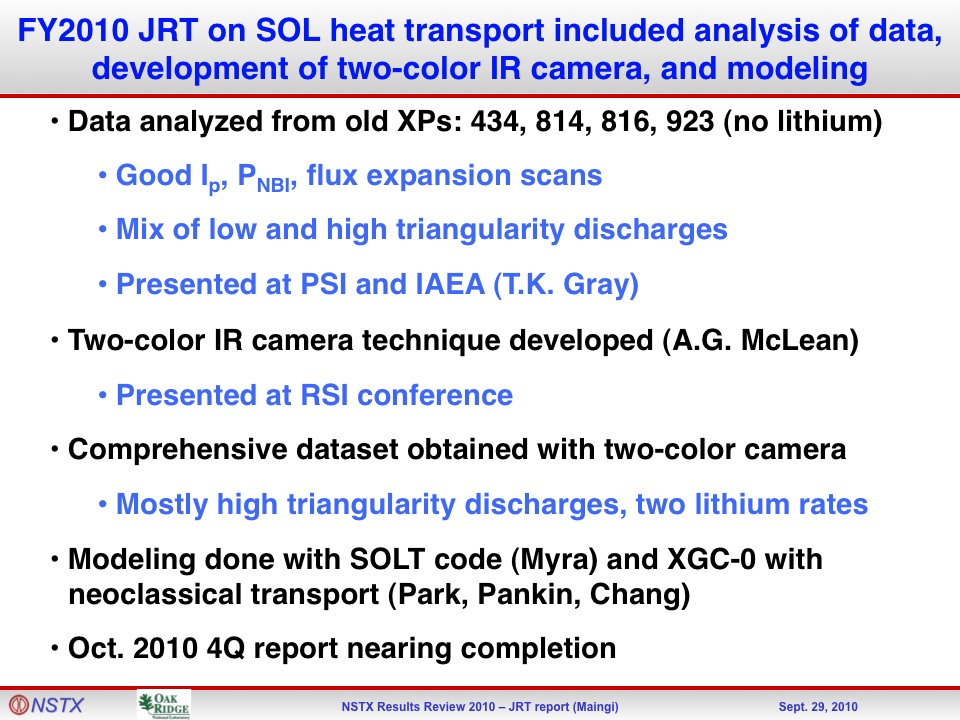 FY2010 JRT on SOL heat transport included analysis of data,
development of two-color IR camera, and modeling
• Data analyzed from old XPs: 434, 814, 816, 923 (no lithium)
• Good Ip, PNBI, flux expansion scans
• Mix of low and high triangularity discharges
• Presented at PSI and IAEA (T.K. Gray)
• Two-color IR camera technique developed (A.G. McLean)
• Presented at RSI conference
• Comprehensive dataset obtained with two-color camera
• Mostly high triangularity discharges, two lithium rates
• Modeling done with SOLT code (Myra) and XGC-0 with
neoclassical transport (Park, Pankin, Chang)
• Oct. 2010 4Q report nearing completion
NSTX
OAK
RIDGE
National Laboratory
NSTX Results Review 2010 – JRT report (Maingi)
Sept. 29, 2010